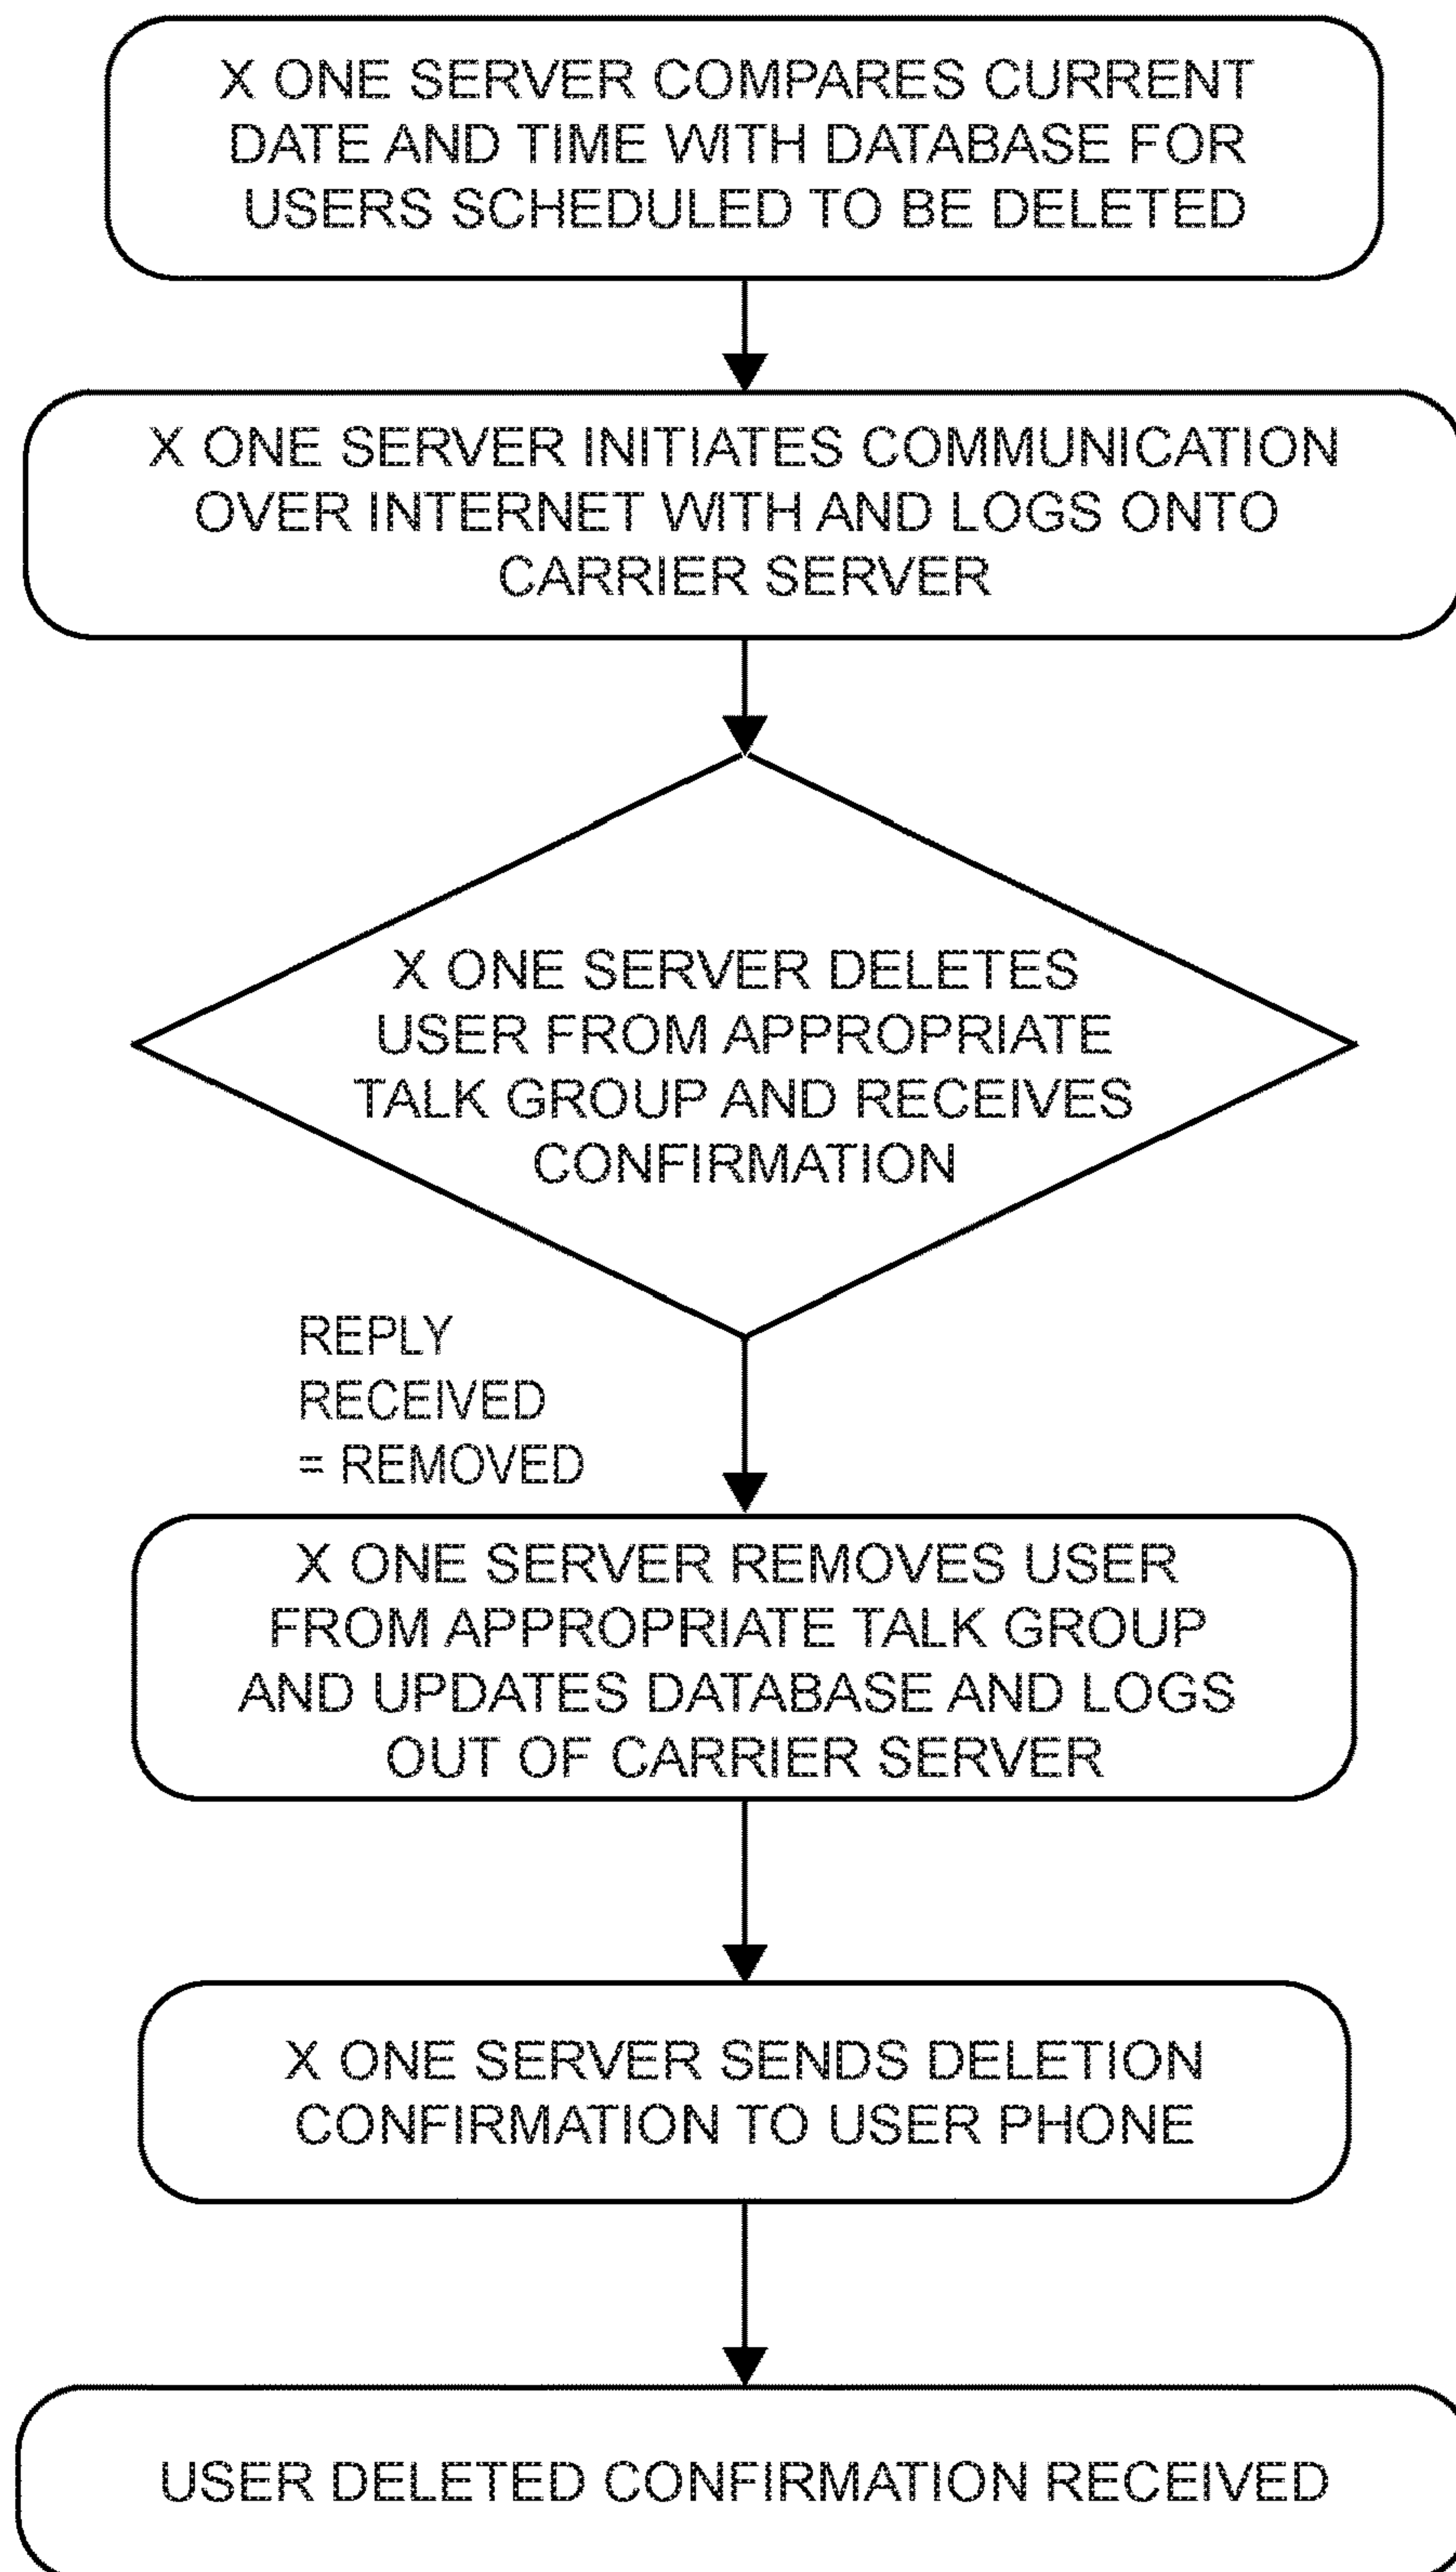 X ONE SERVER COMPARES CURRENT
DATE AND TIME WITH DATABASE FOR
USERS SCHEDULED TO BE DELETED
X ONE SERVER INITIATES COMMUNICATION
OVER INTERNET WITH AND LOGS ONTO
CARRIER SERVER
X ONE SERVER DELETES
USER FROM APPROPRIATE
TALK GROUP AND RECEIVES
CONFIRMATION
REPLY
RECEIVED
= REMOVED
X ONE SERVER REMOVES USER
FROM APPROPRIATE TALK GROUP
AND UPDATES DATABASE AND LOGS
OUT OF CARRIER SERVER
X ONE SERVER SENDS DELETION
CONFIRMATION TO USER PHONE
USER DELETED CONFIRMATION RECEIVED